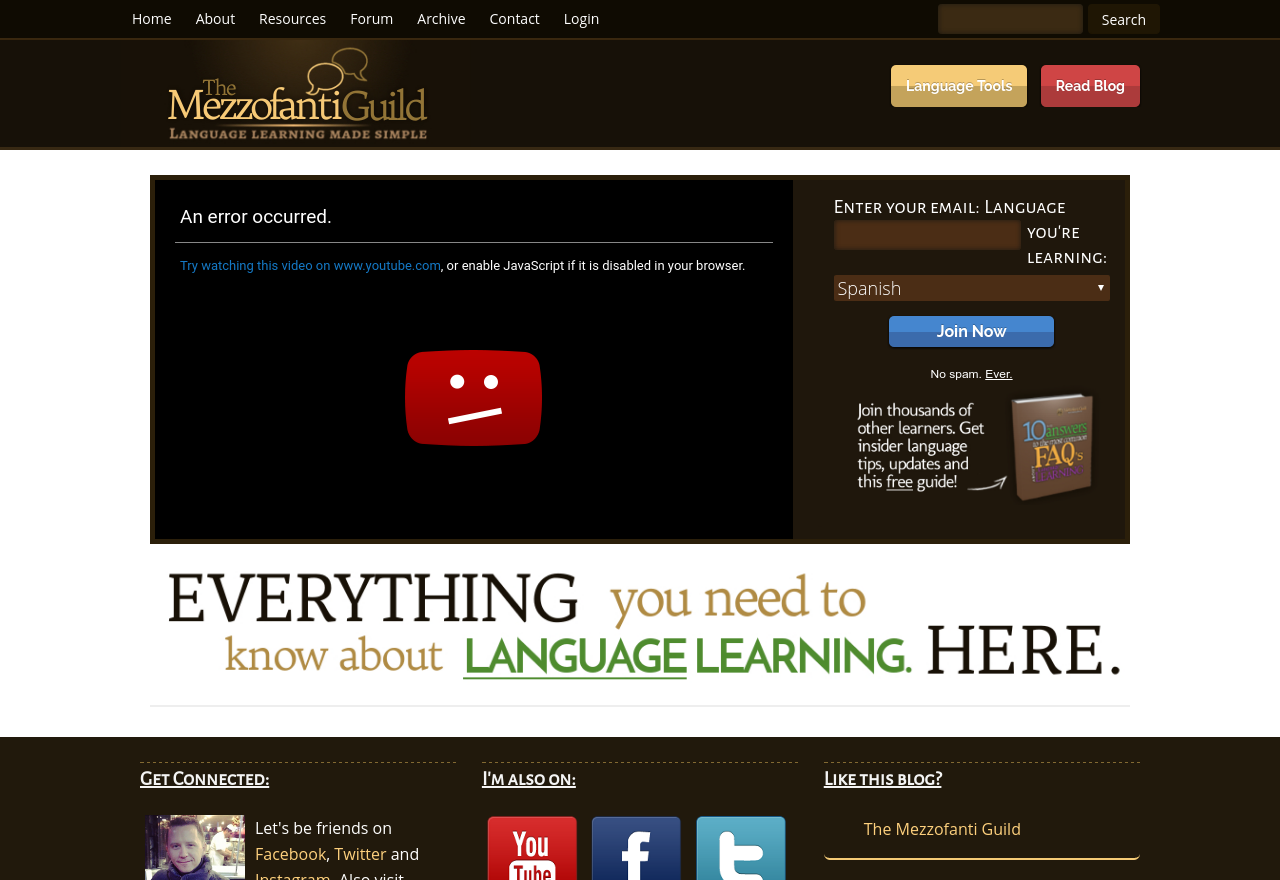 Home About Resources Forum Archive Contact Login Search
The
MezzofantiGuild
Language learning made simple
Language Tools Read Blog
An error occurred.
Try watching this video on www.youtube.com, or enable JavaScript if it is disabled in your browser.
Enter your email: Language
you're
learning:
Spanish
Join Now
No spam. Ever.
Join thousands of
other learners. Get
insider language
tips, updates and
this free guide!
10 answers
FAQ's
EVERYTHING you need to
know about LANGUAGE LEARNING. HERE.
Get Connected:
Let's be friends on
Facebook, Twitter and
Instagram. Also visit
I'm also on:
You
Tube
Like this blog?
The Mezzofanti Guild